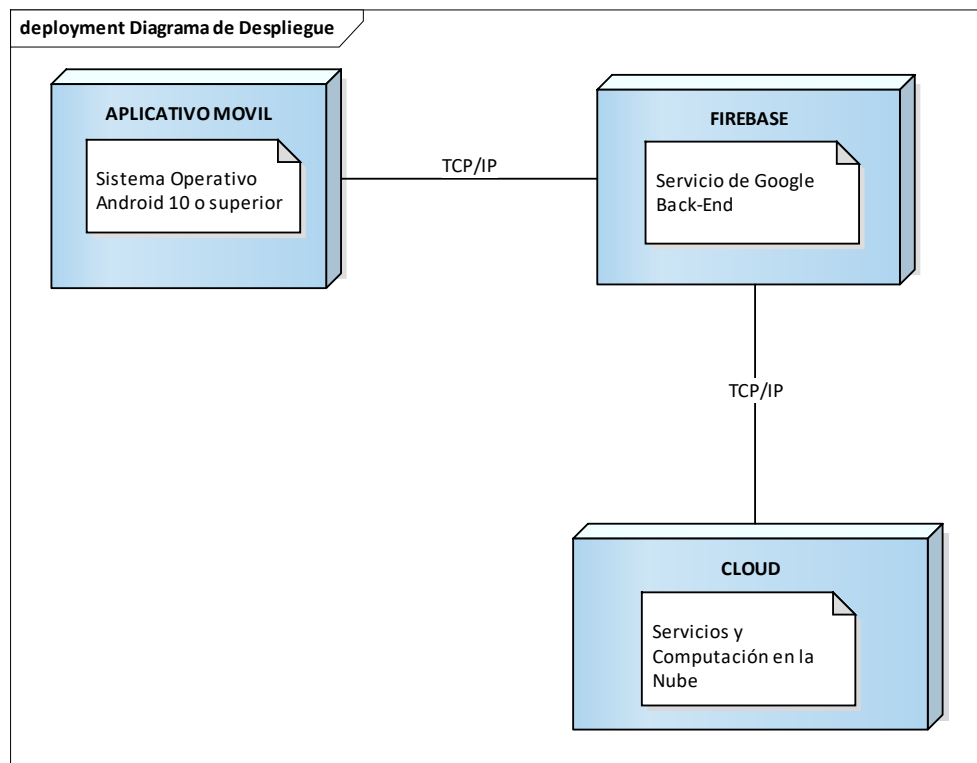 deployment Diagrama de Despliegue
APLICATIVO MOVIL
Sistema Operativo
Android 10 o superior
TCP/IP
FIREBASE
Servicio de Google
Back-End
TCP/IP
CLOUD
Servicios y
Computación en la
Nube